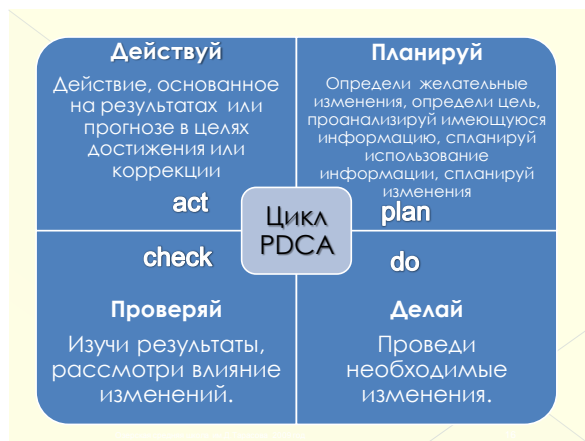 Действуй
Действие, основанное
на результатах или
прогнозе в целях
достижения или
коррекции
act
Планируй
Определи желательные
изменения, определи цель,
проанализируй имеющуюся
информацию, спланируй
использование
информации, спланируй
изменения
plan
Цикл
PDCA
check
Проверяй
Изучи результаты,
рассмотри влияние
изменений.
do
Делай
Проведи
необходимые
изменения.